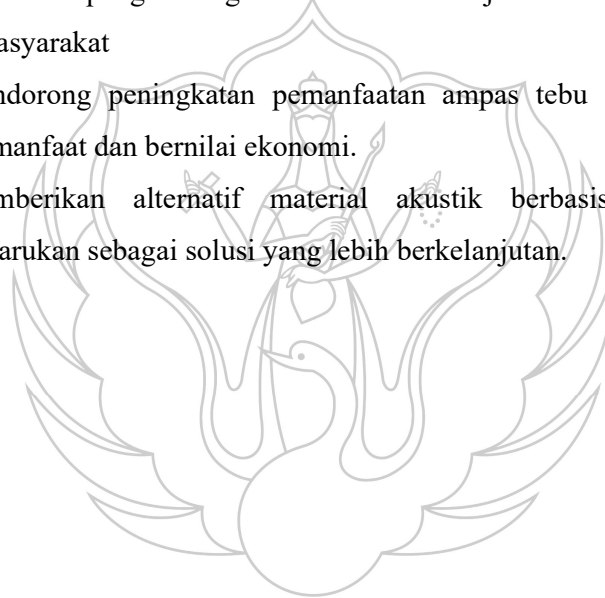 asyarakat
ndorong peningkatan pemanfaatan ampas tebu
manfaat dan bernilai ekonomi.
mberikan alternatif material akustik berbasis
arukan sebagai solusi yang lebih berkelanjutan.